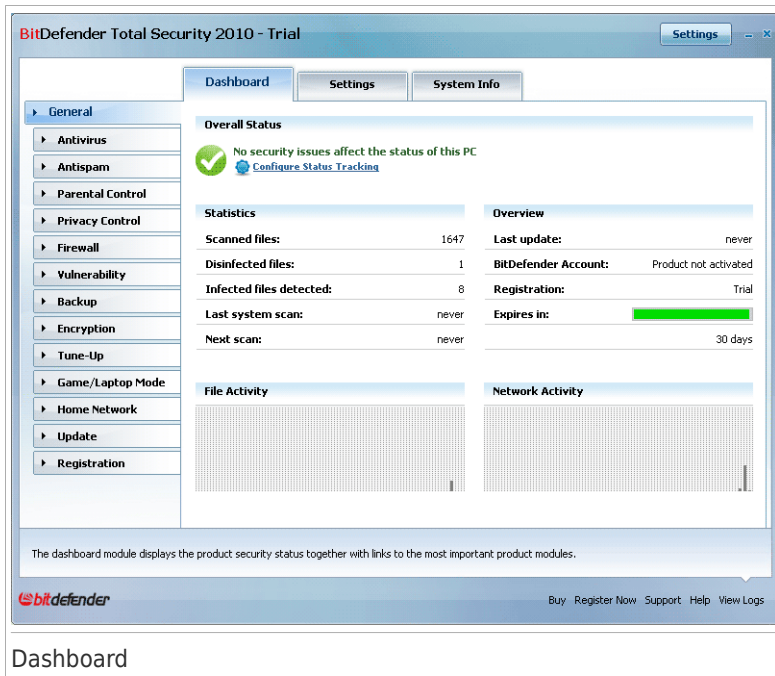 BitDefender Total Security 2010 - Trial
Settings
Dashboard
Settings
System Info
General
Antivirus
Antispam
Parental Control
Privacy Control
Firewall
Vulnerability
Backup
Encryption
Tune-Up
Game/Laptop Mode
Home Network
Update
Registration
Overall Status
No security issues affect the status of this PC
Configure Status Tracking
Statistics
Scanned files: 1647
Disinfected files: 1
Infected files detected: 8
Last system scan: never
Next scan: never
Overview
Last update: never
BitDefender Account: Product not activated
Registration: Trial
Expires in:
30 days
File Activity
Network Activity
The dashboard module displays the product security status together with links to the most important product modules.
bitdefender
Buy Register Now Support Help View Logs
Dashboard